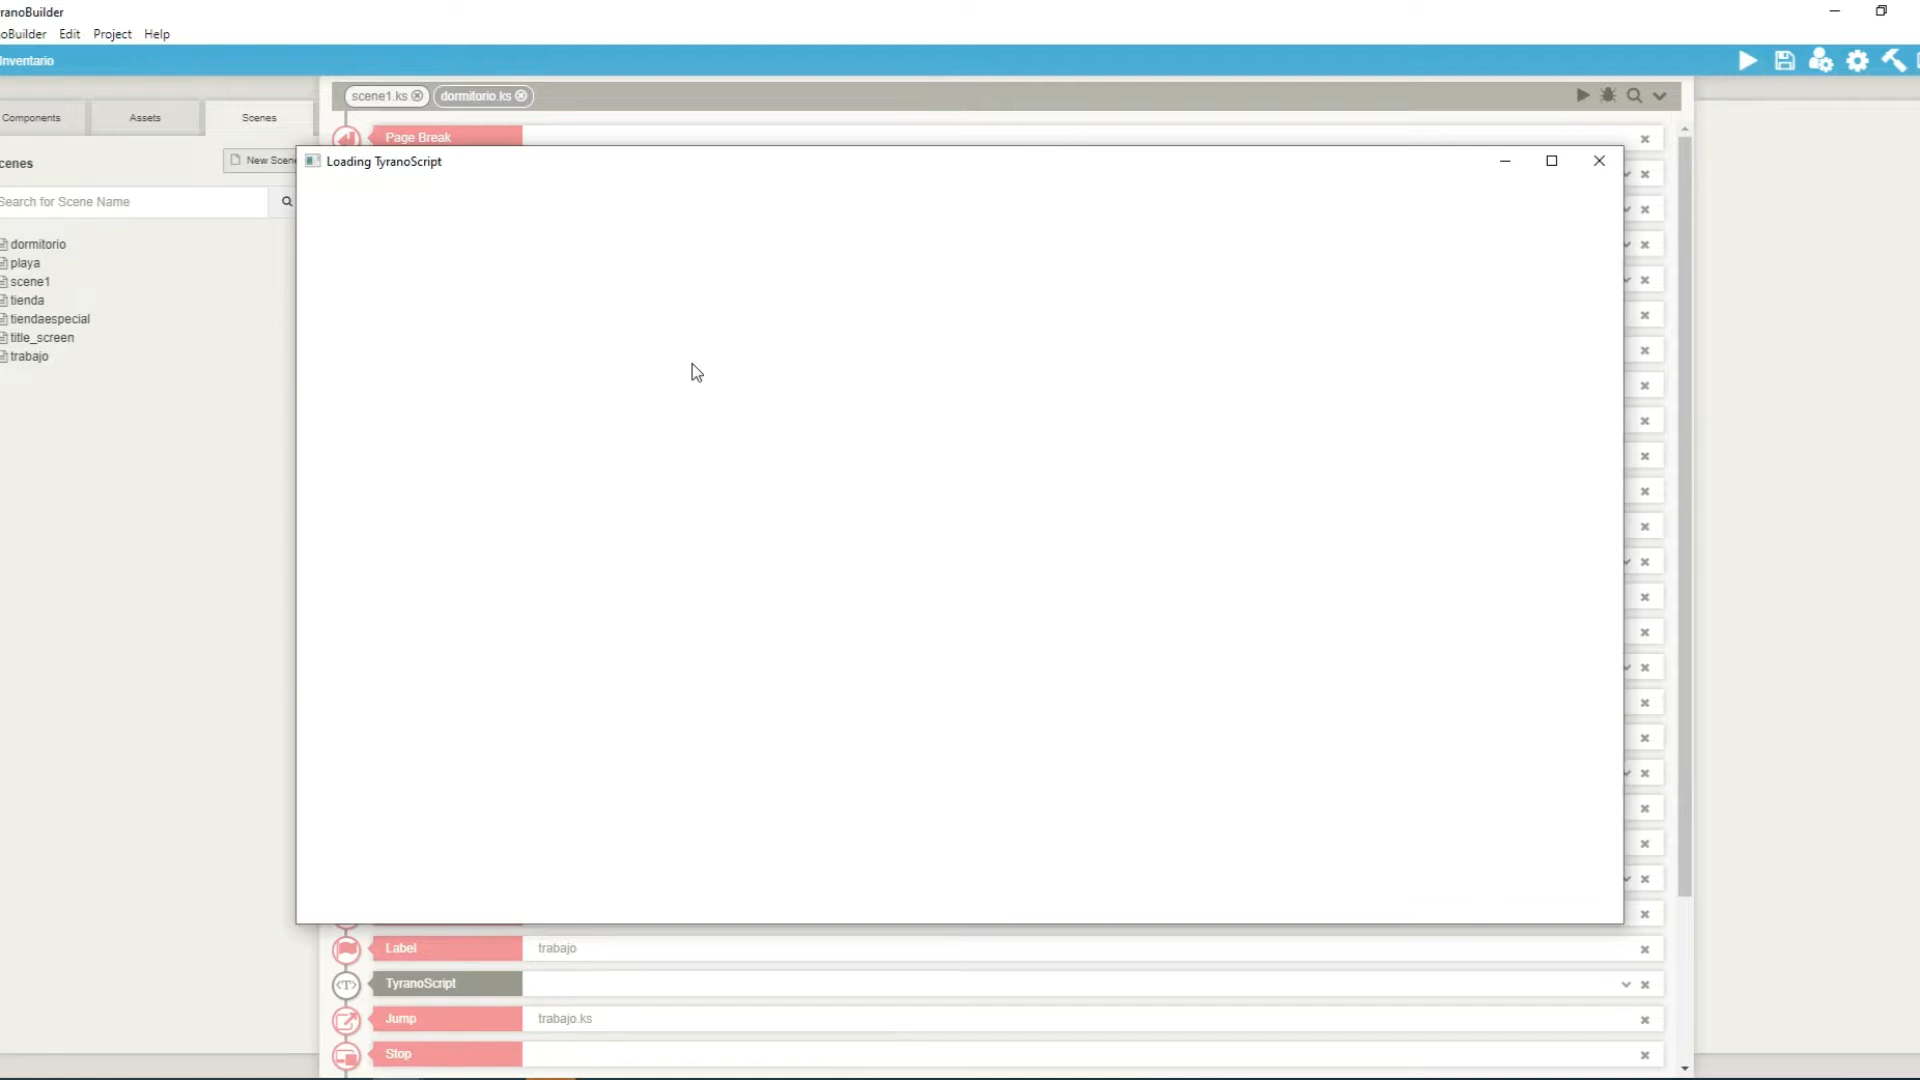 ranoBuilder
oBuilder Edit Project Help
Inventario
scene1.ks dormitorio.ks
Components Assets Scenes
Page Break
Loading TyranoScript
cenes New Scen
Search for Scene Name
dormitorio
playa
scene1
tienda
tiendaespecial
title_screen
trabajo
Label trabajo
TyranoScript
Jump trabajo.ks
Stop